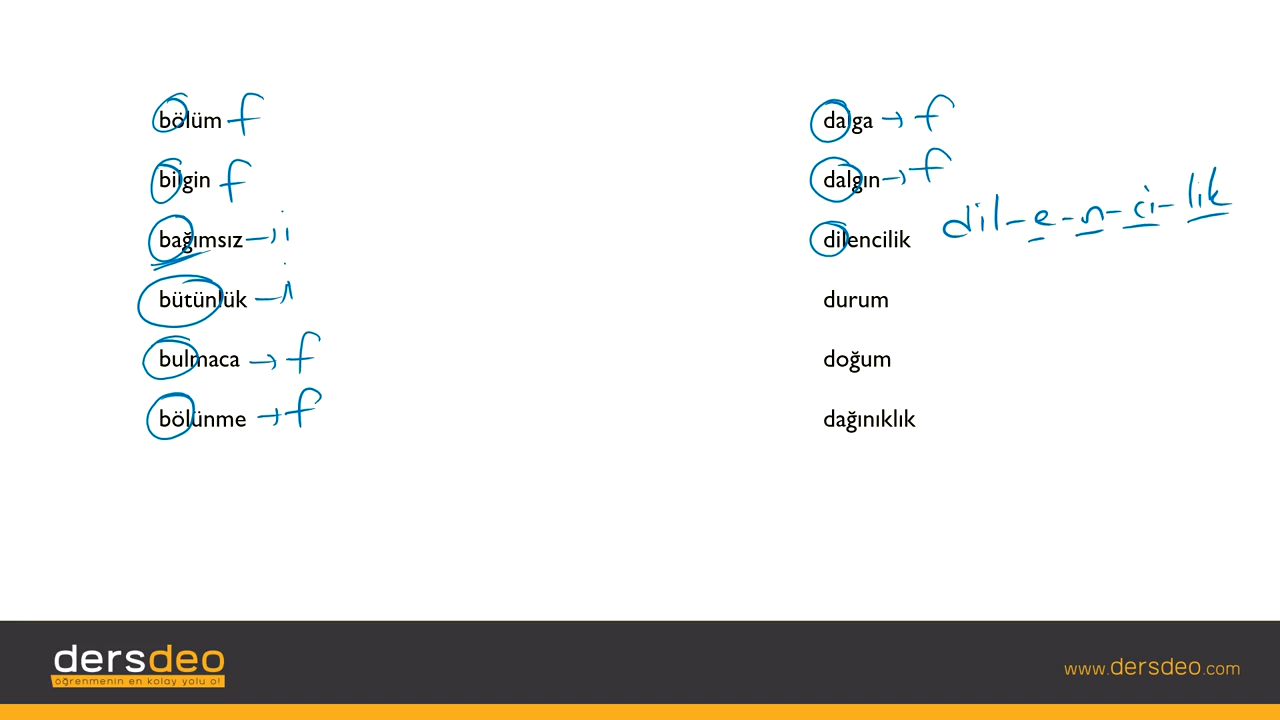 bölüm f
bilgin f
bağımsız → i
bütünlük → i
bulmaca → f
bölünme → f
dalga → f
dalgın → f
dilencilik dil-e-n-ci-lik
durum
doğum
dağınıklık
dersdeo
öğrenmenin en kolay yolu o!
www.dersdeo.com